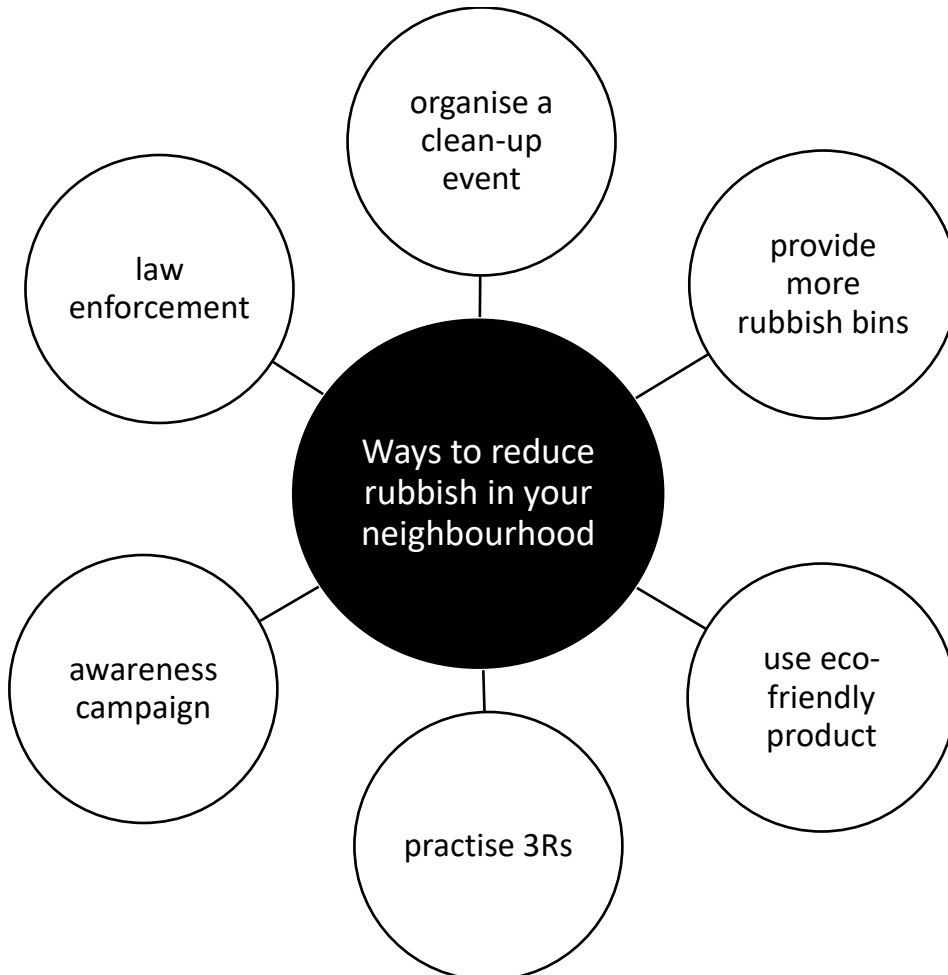 organise a
clean-up
event
provide
more
rubbish bins
use eco-
friendly
product
practise 3Rs
awareness
campaign
law
enforcement
Ways to reduce
rubbish in your
neighbourhood